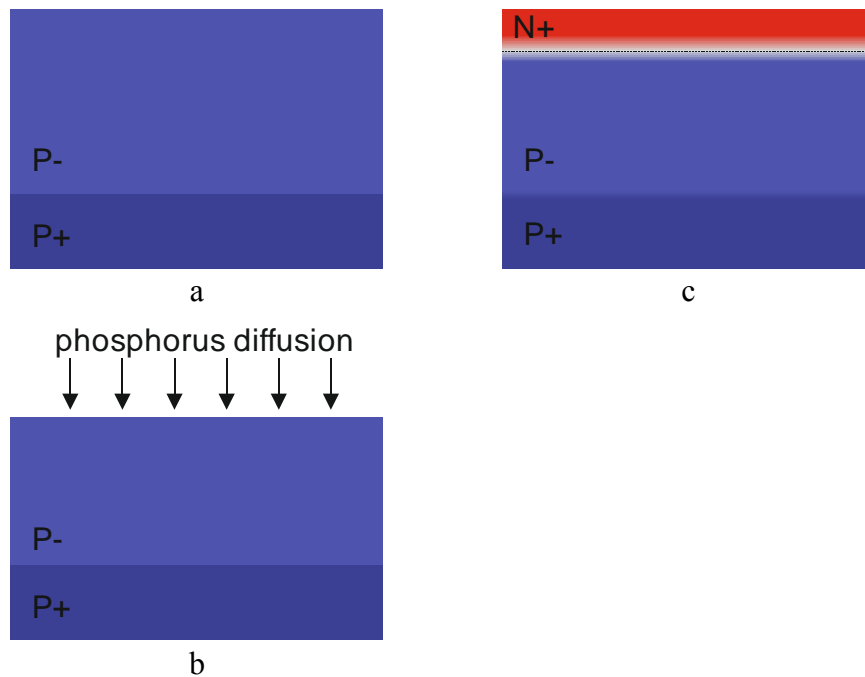 P-
P+
a
phosphorus diffusion
P-
P+
b
N+
P-
P+
c